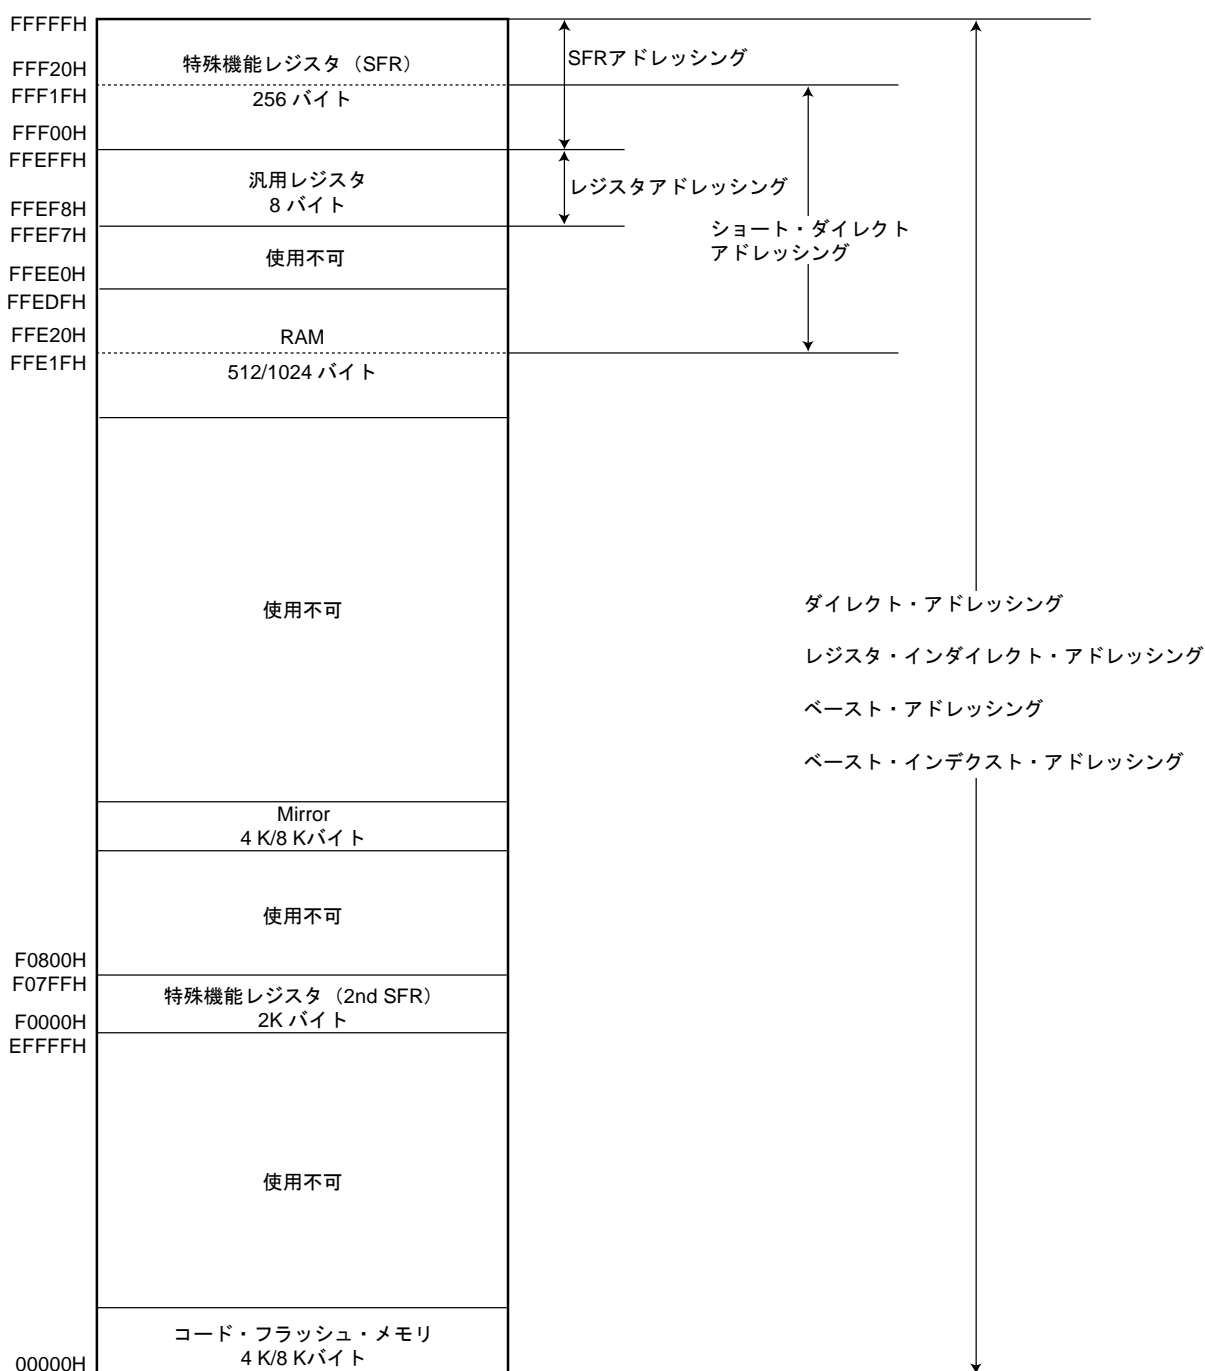 FFFFFH
SFRアドレッシング
特殊機能レジスタ（SFR）
FFF20H
FFF1FH
256 バイト
FFF00H
FFEFFH
汎用レジスタ
レジスタアドレッシング
8 バイト
FFEF8H
FFEF7H
ショート・ダイレクト
アドレッシング
使用不可
FFEE0H
FFEDFH
FFE20H
RAM
FFE1FH
512/1024 バイト
使用不可
ダイレクト・アドレッシング
レジスタ・インダイレクト・アドレッシング
ベースト・アドレッシング
ベースト・インデクスト・アドレッシング
Mirror
4 K/8 Kバイト
使用不可
F0800H
F07FFH
特殊機能レジスタ（2nd SFR）
2K バイト
F0000H
EFFFFH
使用不可
コード・フラッシュ・メモリ
4 K/8 Kバイト
00000H